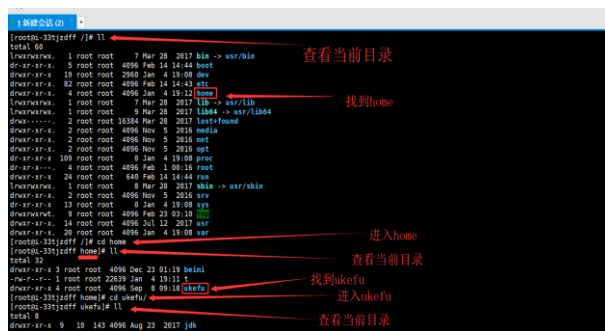 1 新建会话 (2)
[root@i-33tjzdff /]# ll
查看当前目录
total 60
lrwxrwxrwx. 1 root root 7 Mar 28 2017 bin -> usr/bin
dr-xr-xr-x. 5 root root 4096 Feb 14 14:44 boot
drwxr-xr-x 19 root root 2960 Jan 4 19:08 dev
drwxr-xr-x. 82 root root 4096 Feb 14 14:43 etc
drwxr-xr-x. 4 root root 4096 Jan 4 19:12 home
找到home
lrwxrwxrwx. 1 root root 7 Mar 28 2017 lib -> usr/lib
lrwxrwxrwx. 1 root root 9 Mar 28 2017 lib64 -> usr/lib64
drwx------. 2 root root 16384 Mar 28 2017 lost+found
drwxr-xr-x. 2 root root 4096 Nov 5 2016 media
drwxr-xr-x. 2 root root 4096 Nov 5 2016 mnt
drwxr-xr-x. 2 root root 4096 Nov 5 2016 opt
dr-xr-xr-x 109 root root 0 Jan 4 19:08 proc
dr-xr-x---. 4 root root 4096 Feb 1 00:16 root
drwxr-xr-x 24 root root 640 Feb 14 14:44 run
lrwxrwxrwx. 1 root root 8 Mar 28 2017 sbin -> usr/sbin
drwxr-xr-x. 2 root root 4096 Nov 5 2016 srv
dr-xr-xr-x 13 root root 0 Jan 4 19:08 sys
drwxrwxrwt. 9 root root 4096 Feb 23 03:10 tmp
drwxr-xr-x. 14 root root 4096 Jul 12 2017 usr
drwxr-xr-x. 20 root root 4096 Jan 4 19:08 var
[root@i-33tjzdff /]# cd home
进入home
[root@i-33tjzdff home]# ll
查看当前目录
total 32
drwxr-xr-x 3 root root 4096 Dec 23 01:19 beini
-rw-r--r-- 1 root root 22639 Jan 4 19:11 t
找到ukefu
drwxr-xr-x 4 root root 4096 Sep 8 09:18 ukefu
[root@i-33tjzdff home]# cd ukefu/
进入ukefu
[root@i-33tjzdff ukefu]# ll
查看当前目录
total 8
drwxr-xr-x 9 10 143 4096 Aug 23 2017 jdk